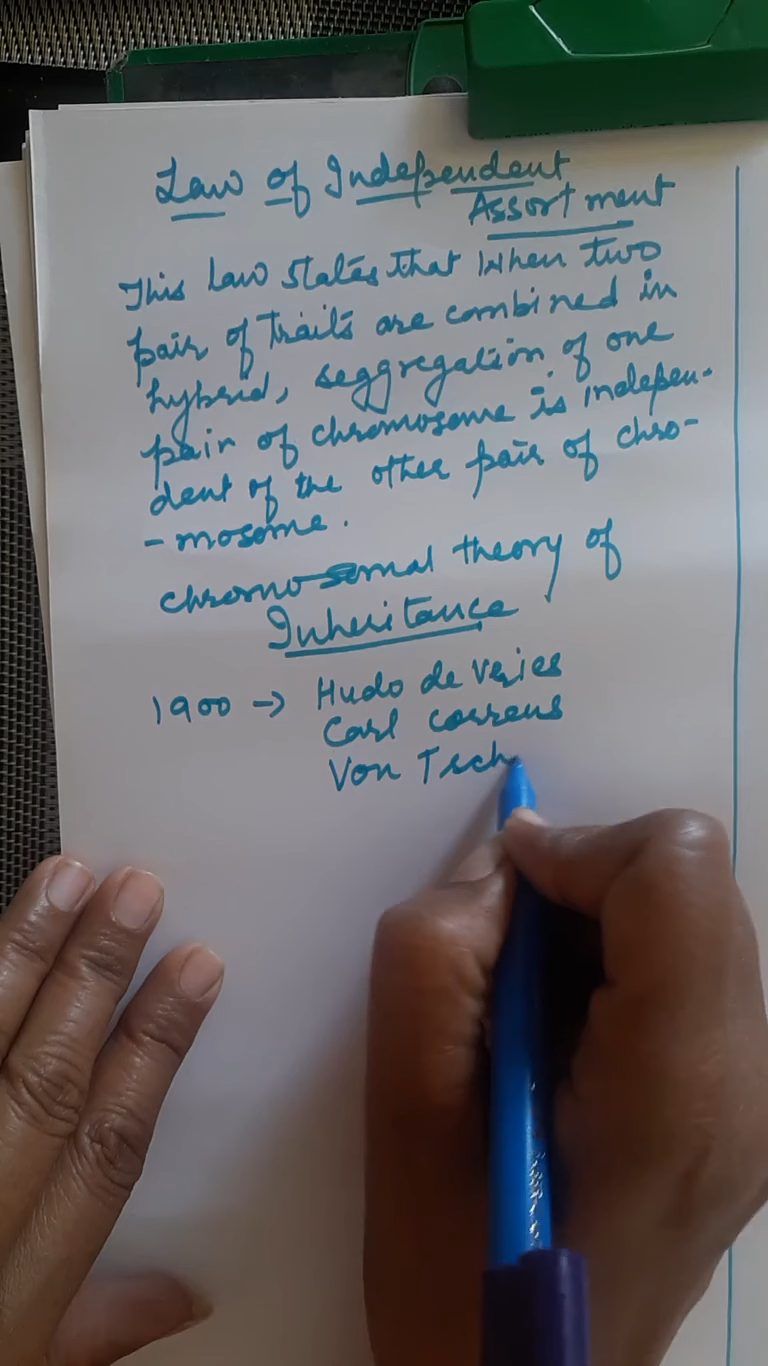 Law of Independent
Assortment
This Law states that when two
pair of traits are combined in
hybrid, seggregation of one
pair of chromosome is indepen-
dent of the other pair of chro-
-mosome.
chromosomal theory of
Inheritance
1900 → Hudo de Veries
Carl correns
Von Tsch